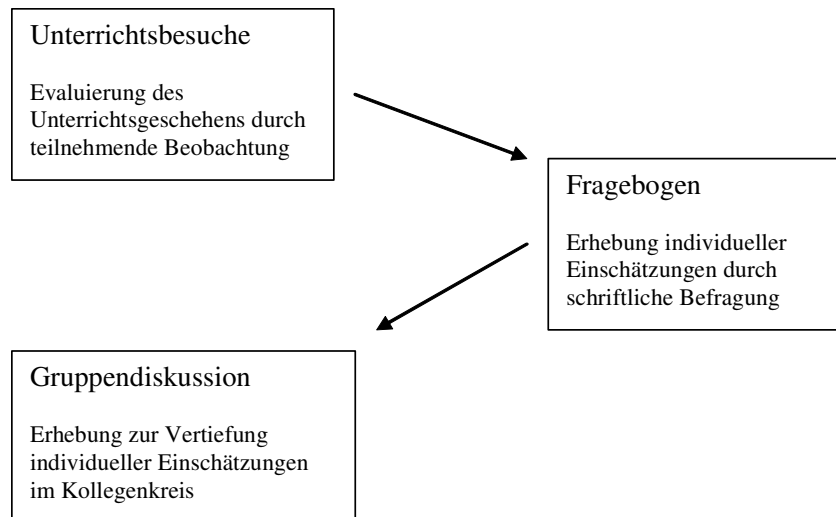 Unterrichtsbesuche
Evaluierung des
Unterrichtsgeschehens durch
teilnehmende Beobachtung
Fragebogen
Erhebung individueller
Einschätzungen durch
schriftliche Befragung
Gruppendiskussion
Erhebung zur Vertiefung
individueller Einschätzungen
im Kollegenkreis